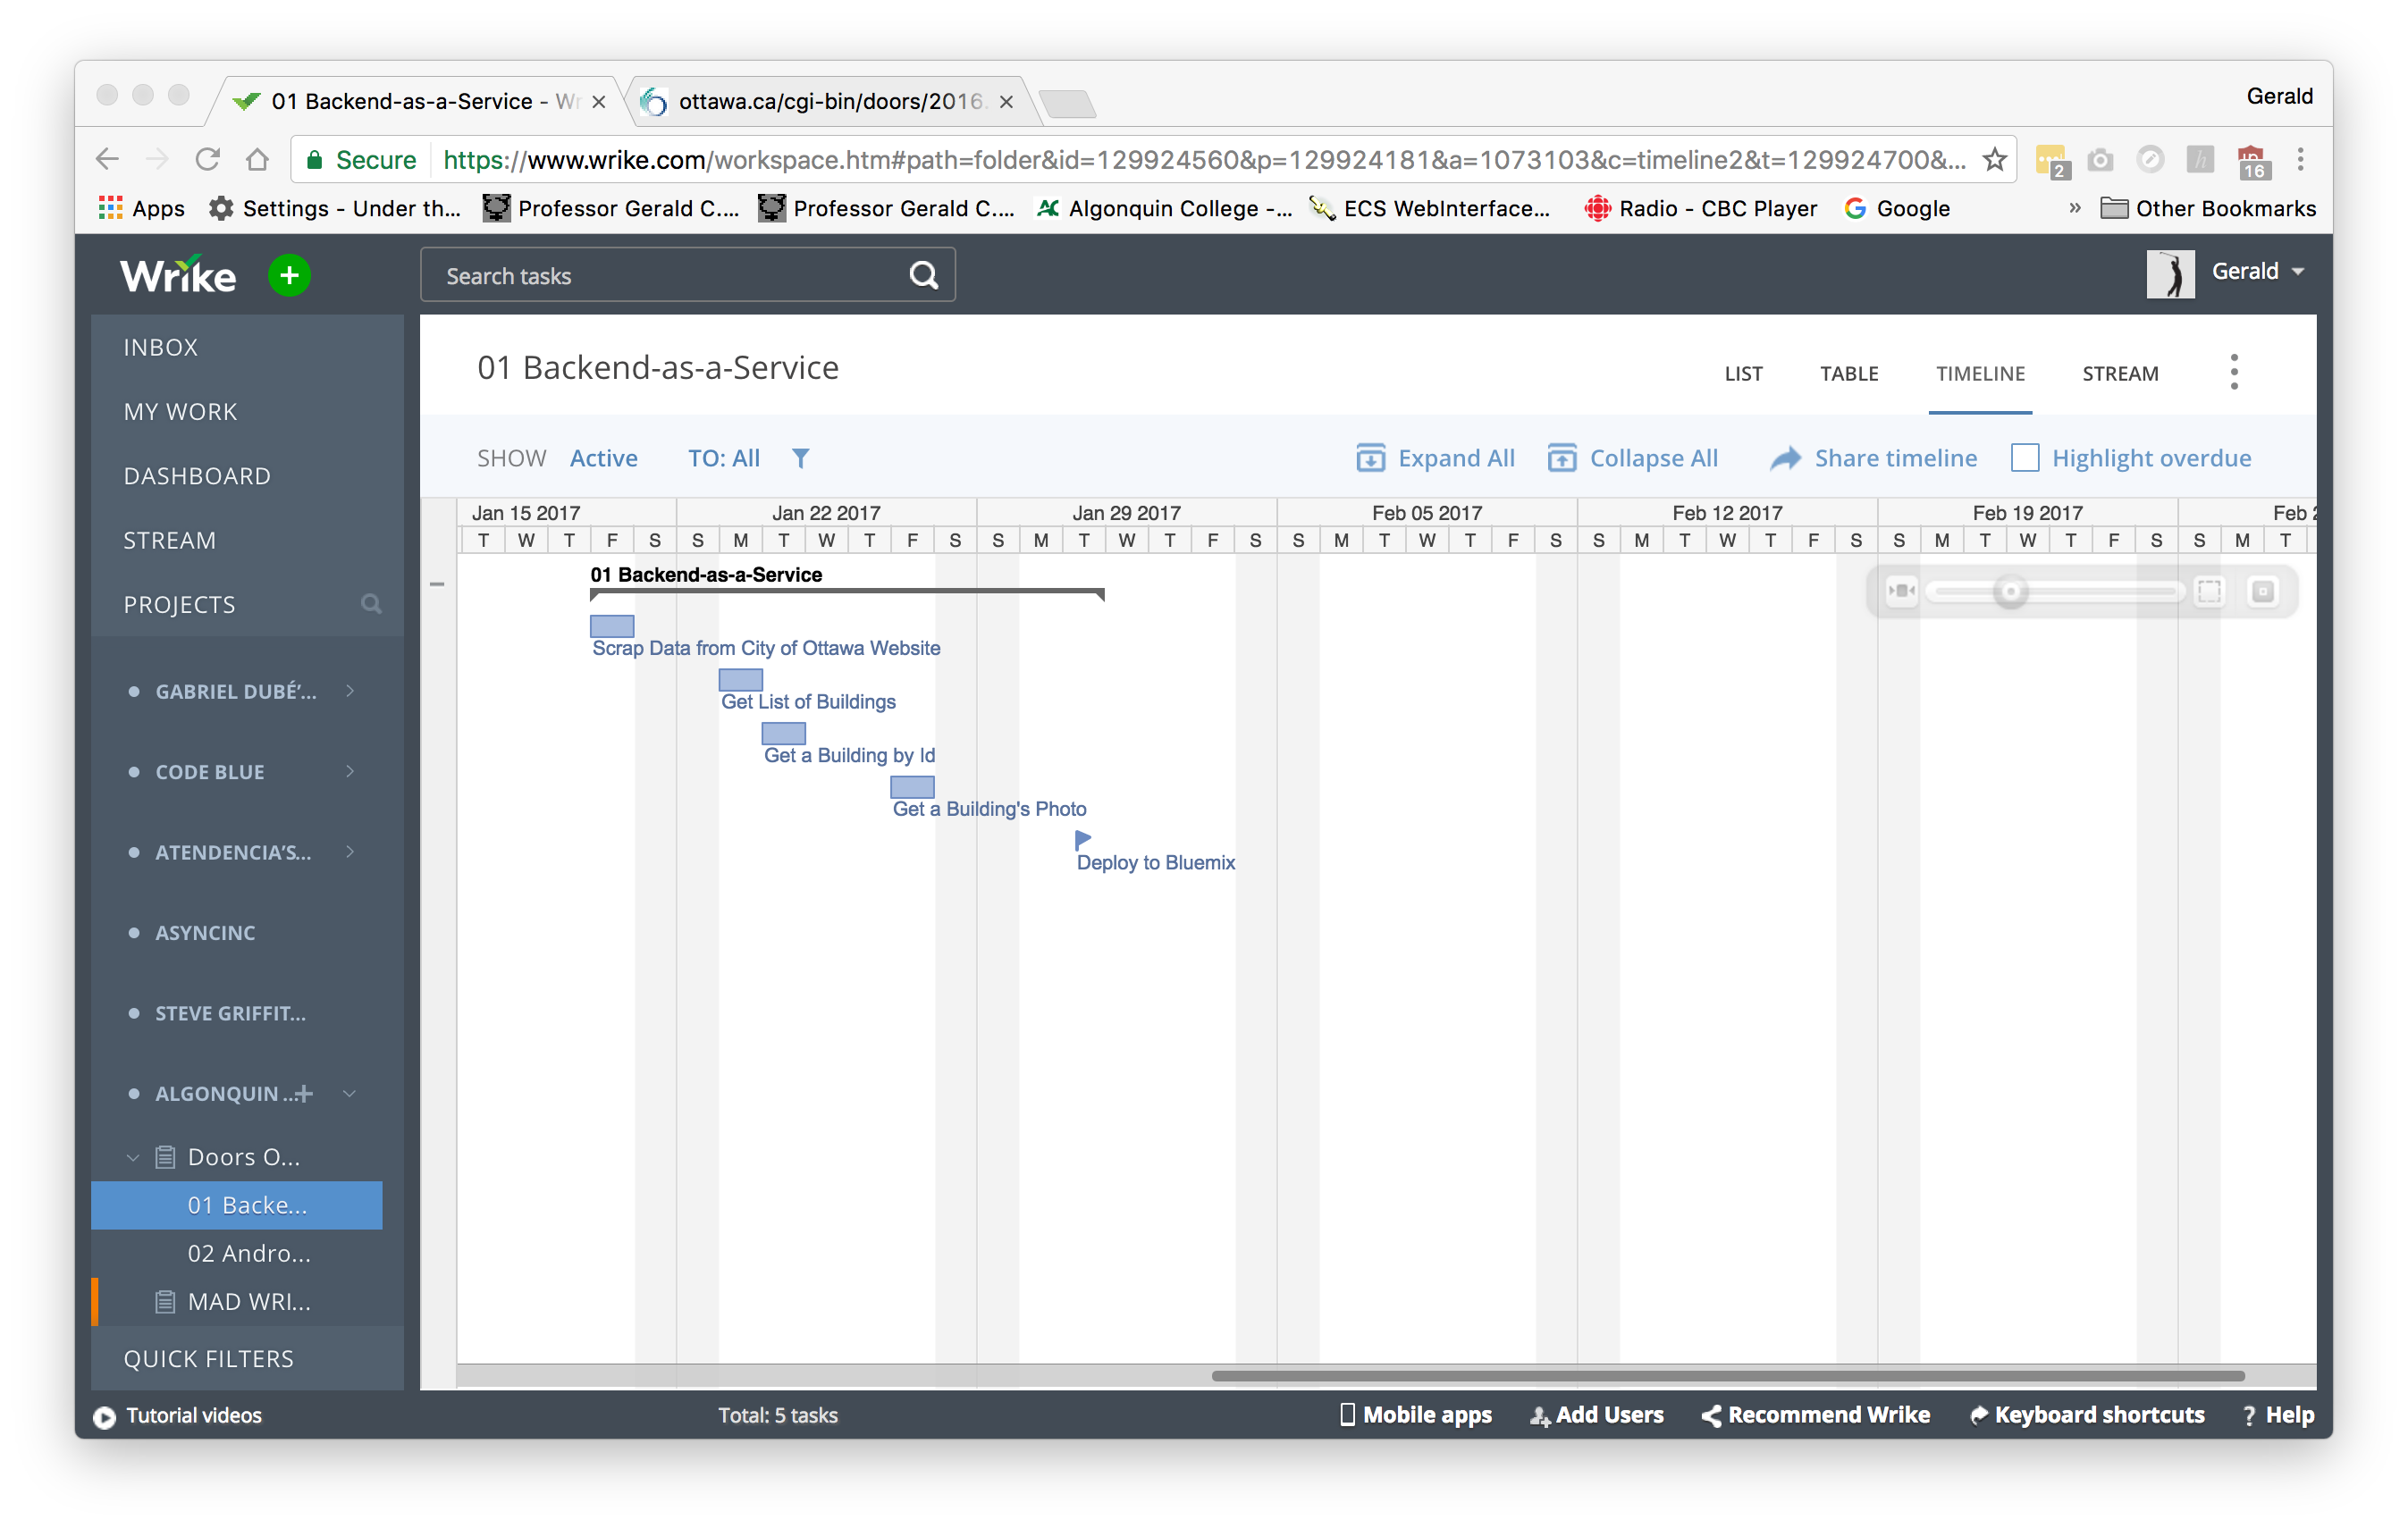 01 Backend-as-a-Service - Wr
ottawa.ca/cgi-bin/doors/2016.
Gerald
Secure https://www.wrike.com/workspace.htm#path=folder&id=129924560&p=129924181&a=1073103&c=timeline2&t=129924700&...
2
16
Apps Settings - Under th... Professor Gerald C.... Professor Gerald C.... Algonquin College -... ECS WebInterface... Radio - CBC Player Google » Other Bookmarks
Wrike
Search tasks
Gerald
INBOX
MY WORK
DASHBOARD
STREAM
PROJECTS
GABRIEL DUBÉ'...
CODE BLUE
ATENDENCIA'S...
ASYNCINC
STEVE GRIFFIT...
ALGONQUIN ...
Doors O...
01 Backe...
02 Andro...
MAD WRI...
QUICK FILTERS
01 Backend-as-a-Service
LIST TABLE TIMELINE STREAM
SHOW Active TO: All Expand All Collapse All Share timeline Highlight overdue
Jan 15 2017 Jan 22 2017 Jan 29 2017 Feb 05 2017 Feb 12 2017 Feb 19 2017 Feb 2
T W T F S S M T W T F S S M T W T F S S M T W T F S S M T W T F S S M T W T F S S M T
01 Backend-as-a-Service
Scrap Data from City of Ottawa Website
Get List of Buildings
Get a Building by Id
Get a Building's Photo
Deploy to Bluemix
Tutorial videos Total: 5 tasks Mobile apps Add Users Recommend Wrike Keyboard shortcuts ? Help